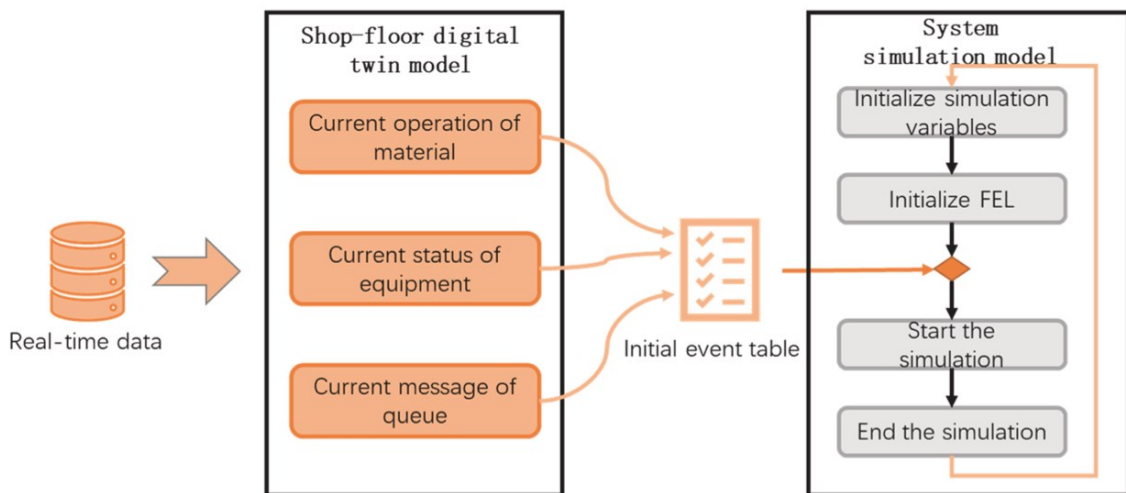 Shop-floor digital
twin model
Current operation of
material
Current status of
equipment
Current message of
queue
Real-time data
Initial event table
System
simulation model
Initialize simulation
variables
Initialize FEL
Start the
simulation
End the simulation